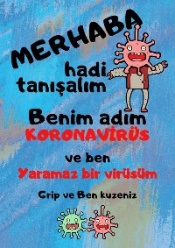 MERHABA
hadi
tanışalım
Benim adım
KORONAVİRÜS
ve ben
Yaramaz bir virüsüm
Grip ve Ben kuzeniz